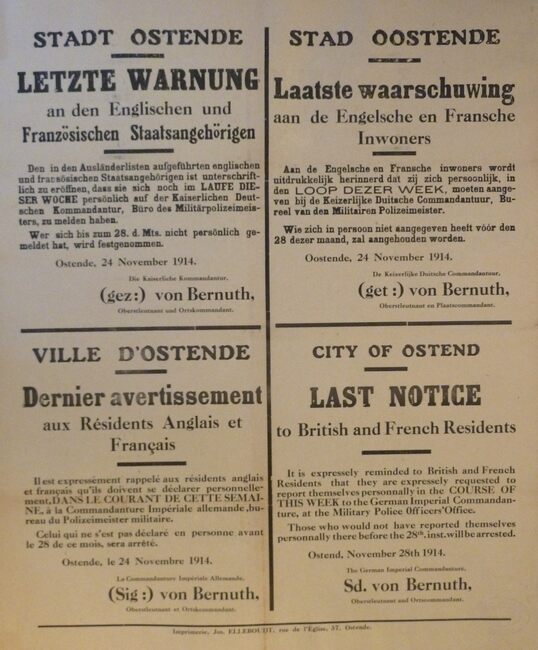 STADT OSTENDE
LETZTE WARNUNG
an den Englischen und
Französischen Staatsangehörigen
Den in den Ausländerlisten aufgeführten englischen
und französischen Staatsangehörigen ist unterschrift-
lich zu eröffnen, dass sie sich noch im LAUFE DIE-
SER WOCHE persönlich auf der Kaiserlichen Deut-
schen Kommandantur, Büro des Militärpolizeimeis-
ters, zu melden haben.
Wer sich bis zum 28. d. Mts. nicht persönlich ge-
meldet hat, wird festgenommen.
Ostende, 24 November 1914.
Die Kaiserliche Kommandantur.
(gez:) von Bernuth,
Oberstleutnant und Ortskommandant.
STAD OOSTENDE
Laatste waarschuwing
aan de Engelsche en Fransche
Inwoners
Aan de Engelsche en Fransche inwoners wordt
uitdrukkelijk herinnerd dat zij zich persoonlijk, in
den LOOP DEZER WEEK, moeten aange-
ven bij de Keizerlijke Duitsche Commandantuur, Bu-
reel van den Militairen Polizeimeister.
Wie zich in persoon niet aangegeven heeft vóór den
28 dezer maand, zal aangehouden worden.
Oostende, 24 November 1914.
De Keizerlijke Duitsche Commandantuur.
(get :) von Bernuth,
Oberstleutnant en Plaatscommandant.
VILLE D'OSTENDE
Dernier avertissement
aux Résidents Anglais et
Français
Il est expressément rappelé aux résidents anglais
et français qu'ils doivent se déclarer personnelle-
ment, DANS LE COURANT DE CETTE SEMAI-
NE, à la Commandanture Impériale allemande, bu-
reau du Polizeimeister militaire.
Celui qui ne s'est pas déclaré en personne avant
le 28 de ce mois, sera arrêté.
Ostende, le 24 Novembre 1914.
La Commandanture Impériale Allemande.
(Sig :) von Bernuth,
Oberstleutnant et Ortskommandant.
CITY OF OSTEND
LAST NOTICE
to British and French Residents
It is expressely reminded to British and French
Residents that they are expressely requested to
report themselves personnally in the COURSE OF
THIS WEEK to the German Imperial Commandan-
ture, at the Military Police Officers' Office.
Those who would not have reported themselves
personnally there before the 28th. inst. will be arrested.
Ostend, November 28th 1914.
The German Imperial Commandanture.
Sd. von Bernuth,
Oberstleutnant and Ortscommandant.
Imprimerie, Jos. ELLEBOUDT, rue de l'Église, 37, Ostende.